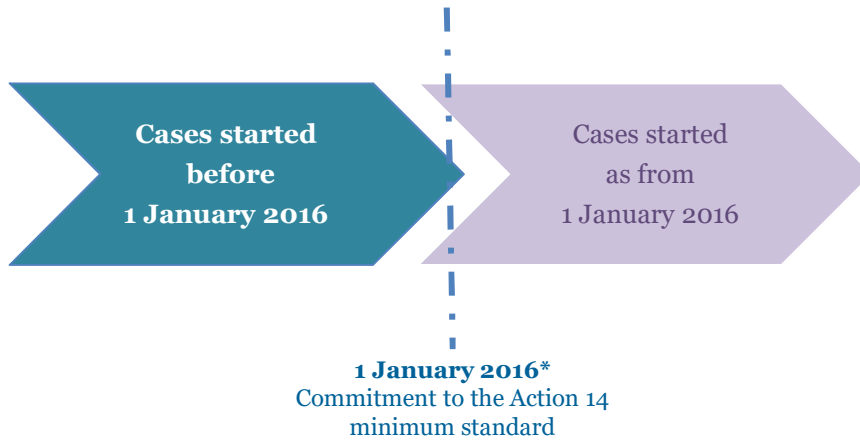 Cases started
before
1 January 2016
Cases started
as from
1 January 2016
1 January 2016*
Commitment to the Action 14
minimum standard